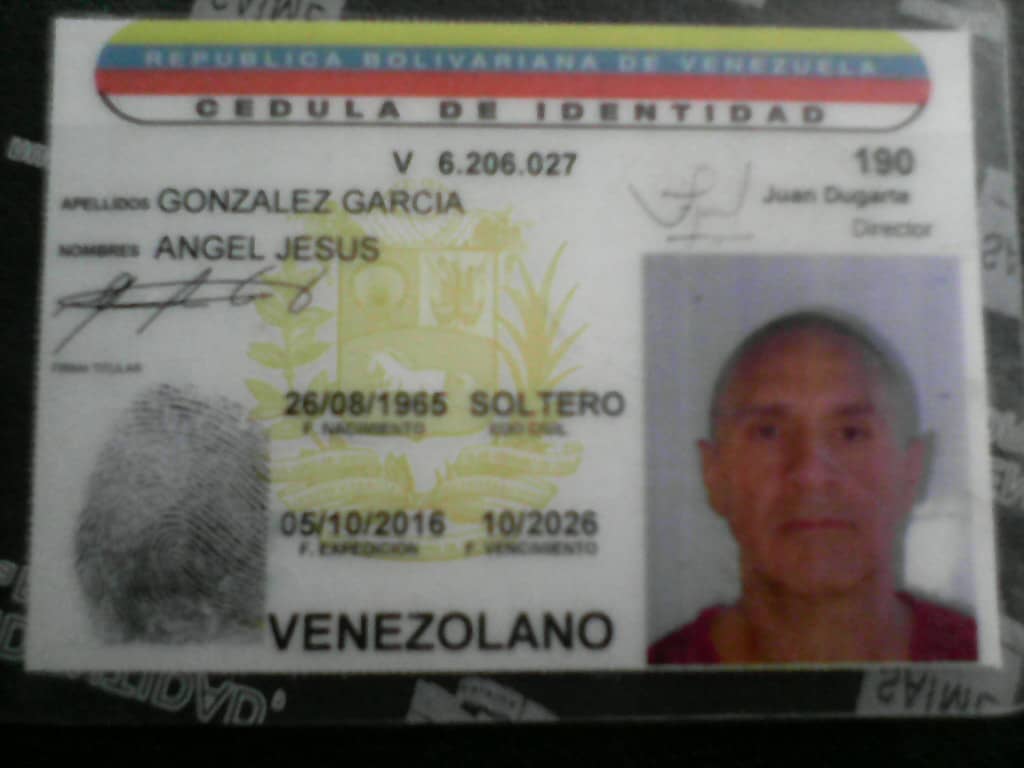 REPUBLICA BOLIVARIANA DE VENEZUELA
CEDULA DE IDENTIDAD
V 6.206.027
190
Juan Dugarte
Director
APELLIDOS GONZALEZ GARCIA
NOMBRES ANGEL JESUS
FIRMA TITULAR
26/08/1965 SOLTERO
F. NACIMIENTO EDO CIVIL
05/10/2016 10/2026
F. EXPEDICION F. VENCIMIENTO
VENEZOLANO
SAIME